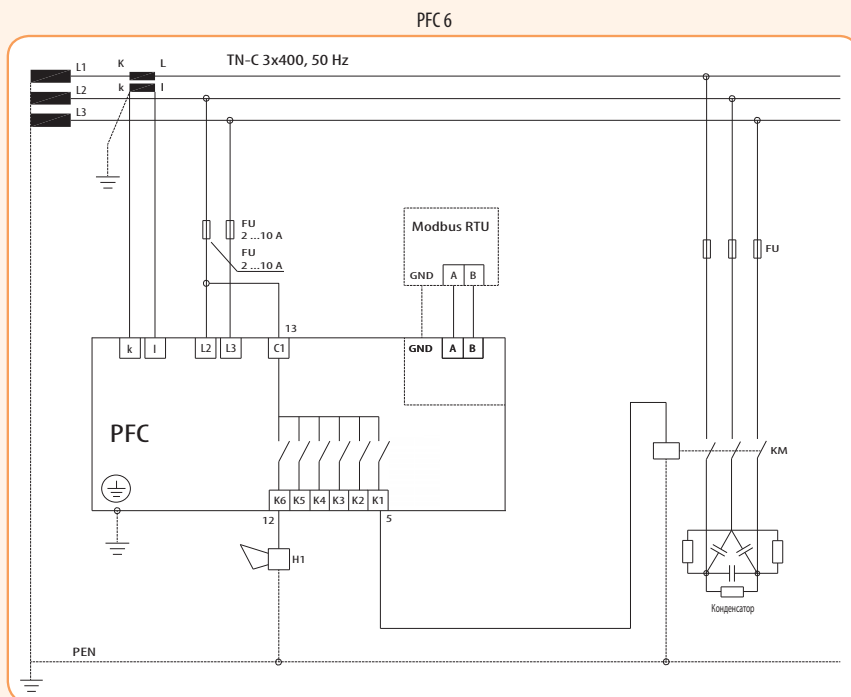 PFC 6
TN-C 3x400, 50 Hz
L1
K
L
L2
k
l
L3
FU
2 ...10 A
FU
2 ...10 A
Modbus RTU
GND
A
B
FU
13
k
l
L2
L3
C1
GND
A
B
PFC
KM
K6
K5
K4
K3
K2
K1
12
5
H1
Конденсатор
PEN